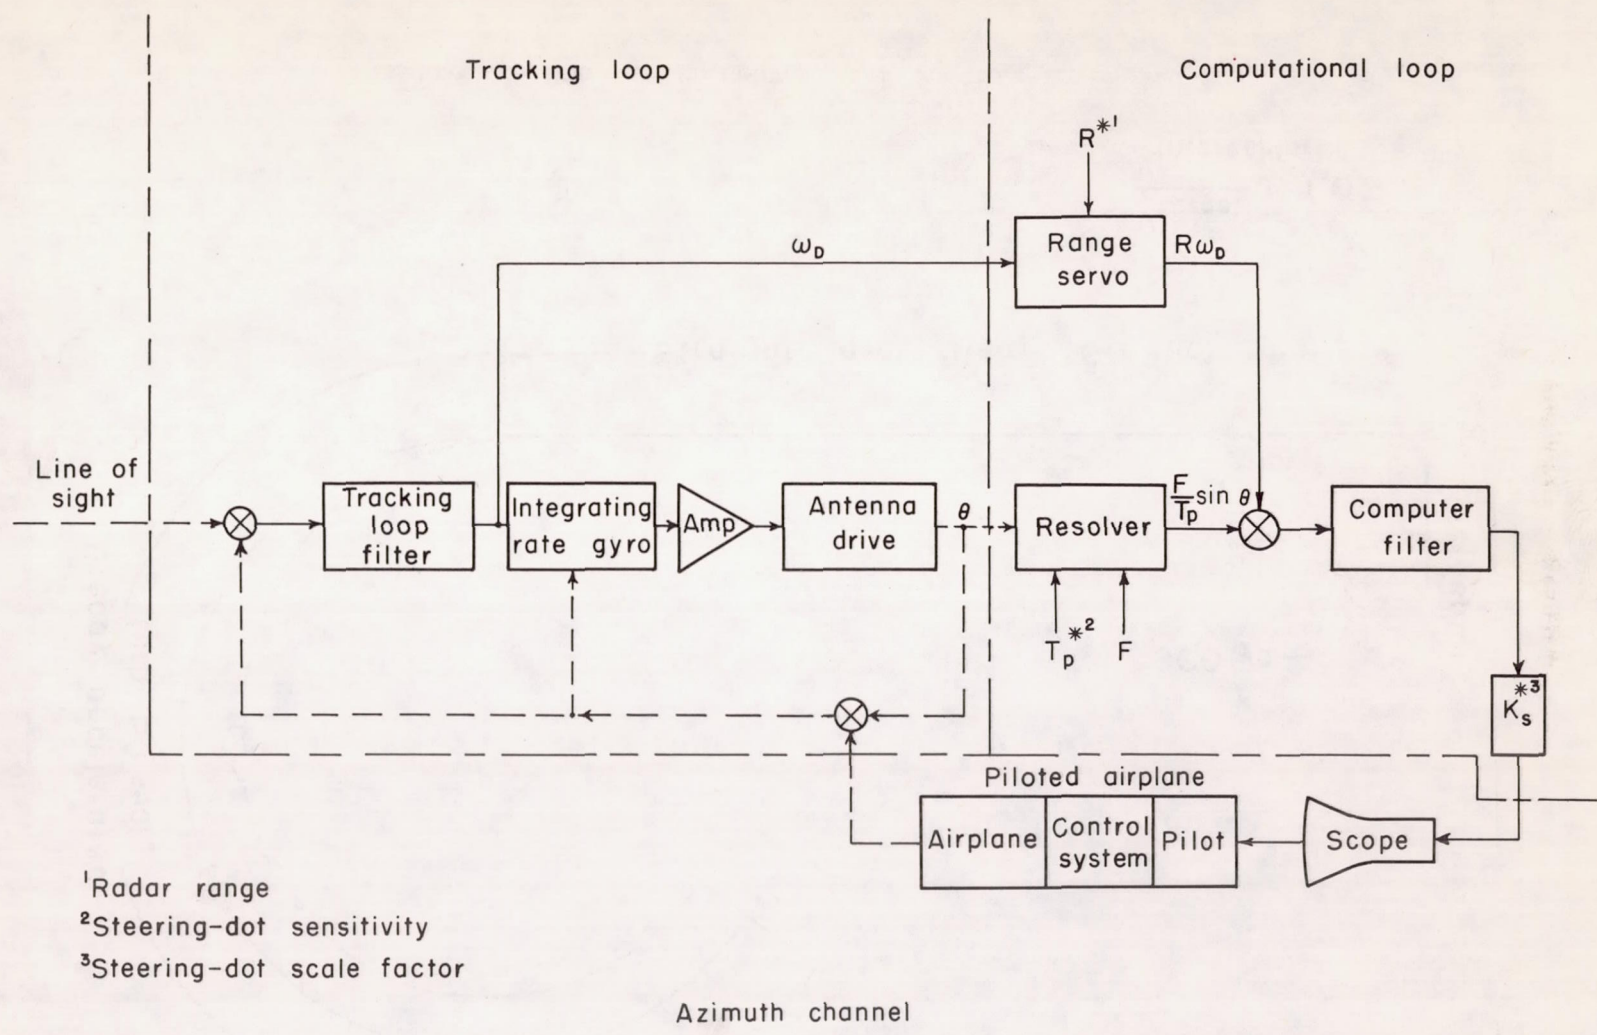 Tracking loop
Computational loop
R*1
ωD
Range
servo
RωD
Line of
sight
Tracking
loop
filter
Integrating
rate gyro
Amp
Antenna
drive
θ
Resolver
F/Tp sin θ
Computer
filter
Tp*2
F
*3
Ks
Piloted airplane
Airplane
Control
system
Pilot
Scope
1Radar range
2Steering-dot sensitivity
3Steering-dot scale factor
Azimuth channel